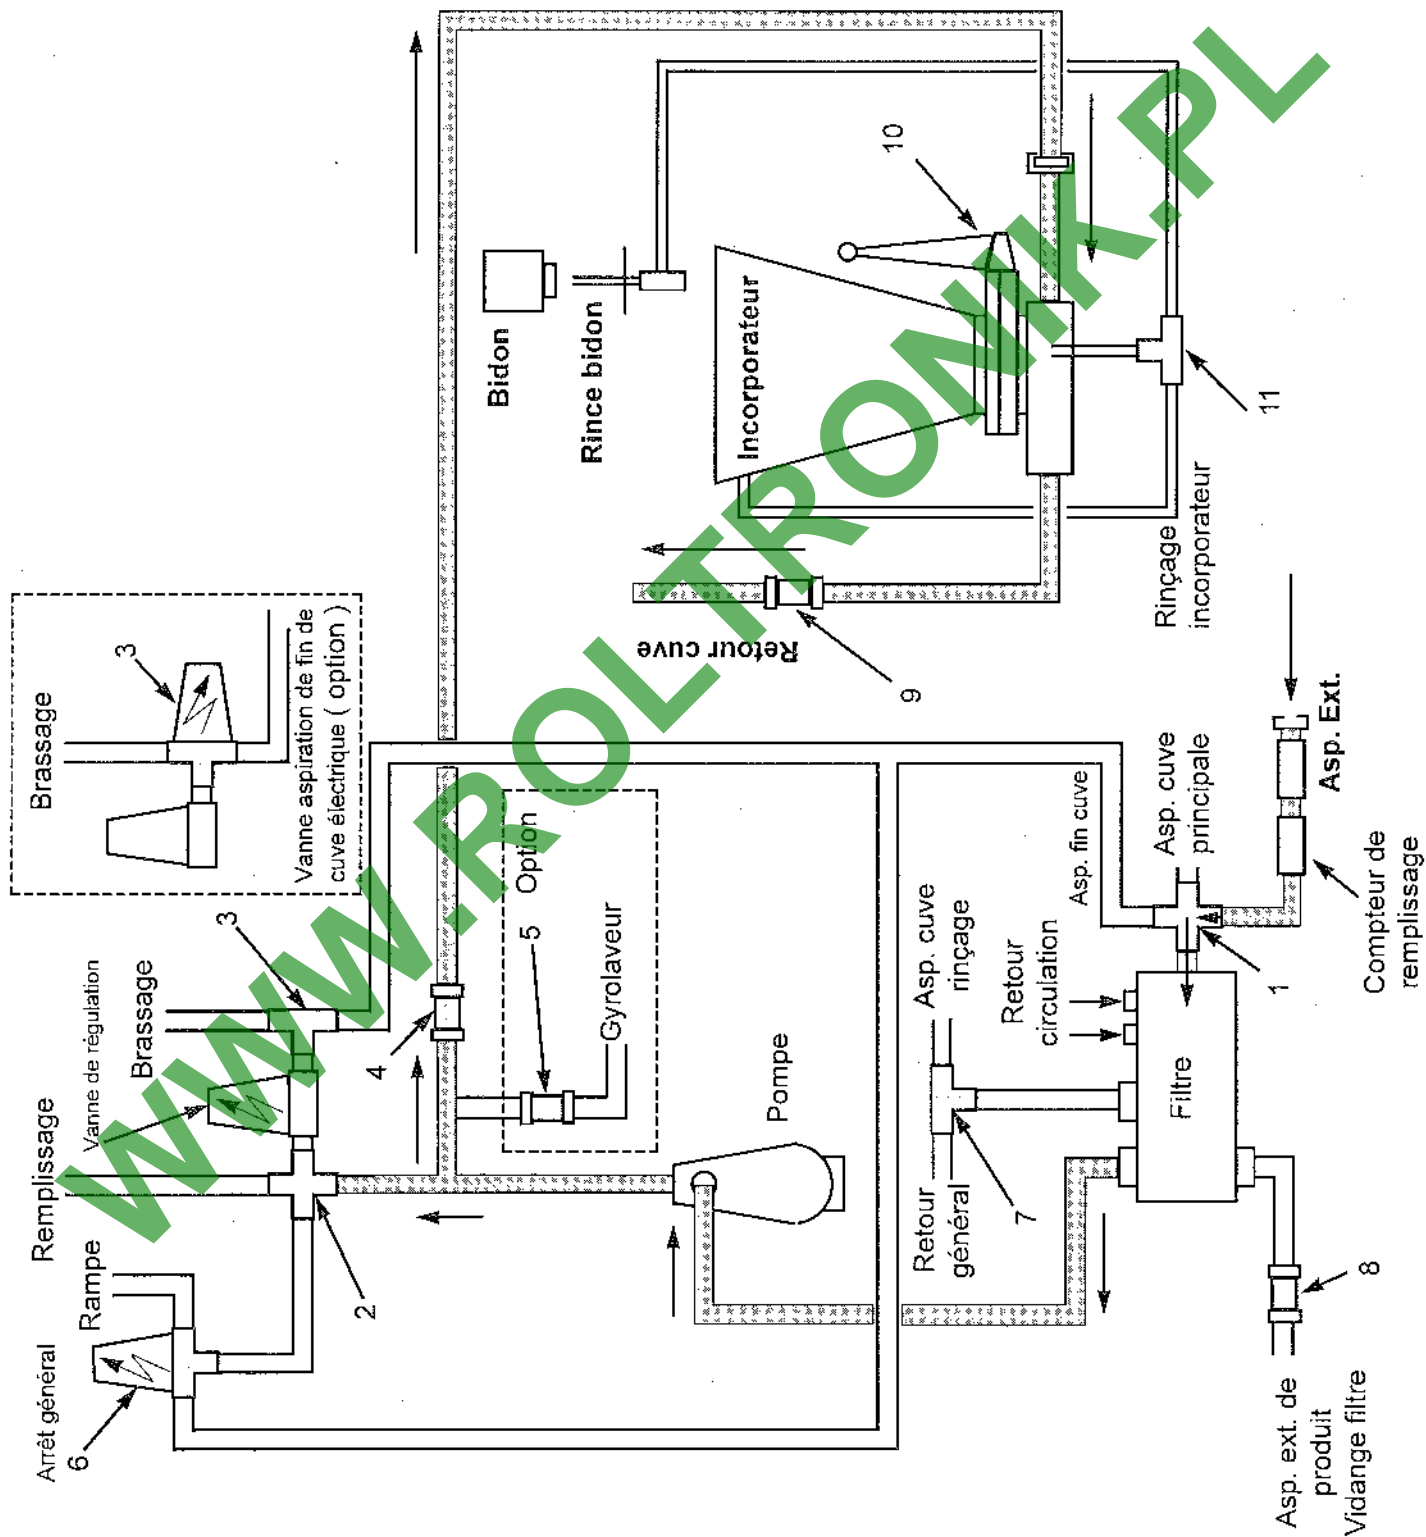 Arrêt général
6
Rampe
Remplissage
Vanne de régulation
Brassage
3
2
4
Brassage
3
Vanne aspiration de fin de
cuve électrique ( option )
Option
5
Gyrolaveur
Pompe
Bidon
Rince bidon
Incorporateur
10
11
Rinçage
incorporateur
Retour cuve
9
Asp. fin cuve
Asp. cuve
principale
Asp. Ext.
Compteur de
remplissage
1
Asp. cuve
rinçage
Retour
circulation
Retour
général
7
Filtre
8
Asp. ext. de
produit
Vidange filtre
WWW.ROLTRONIK.PL